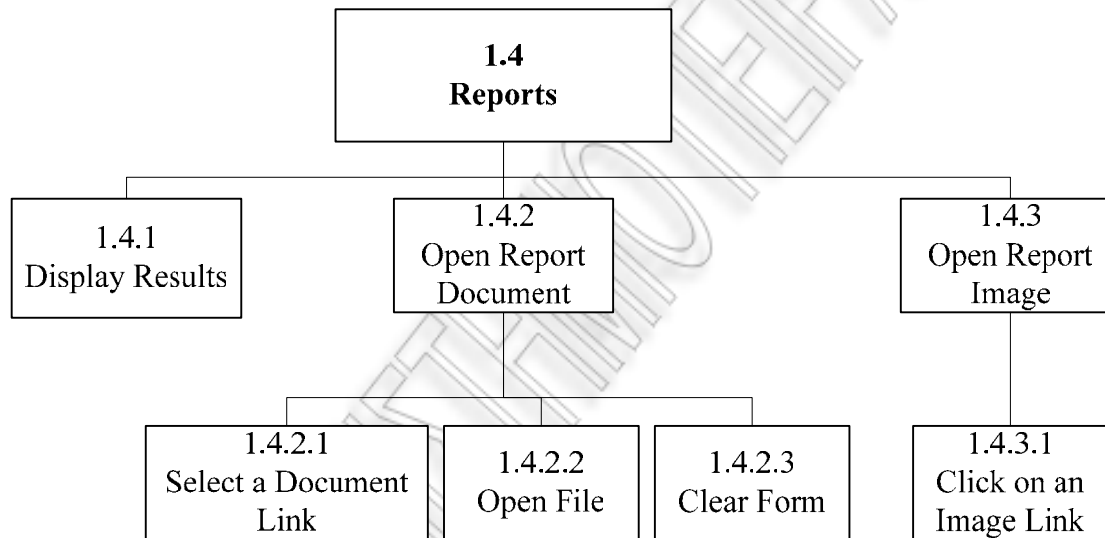 1.4
Reports
1.4.1
Display Results
1.4.2
Open Report
Document
1.4.3
Open Report
Image
1.4.2.1
Select a Document
Link
1.4.2.2
Open File
1.4.2.3
Clear Form
1.4.3.1
Click on an
Image Link